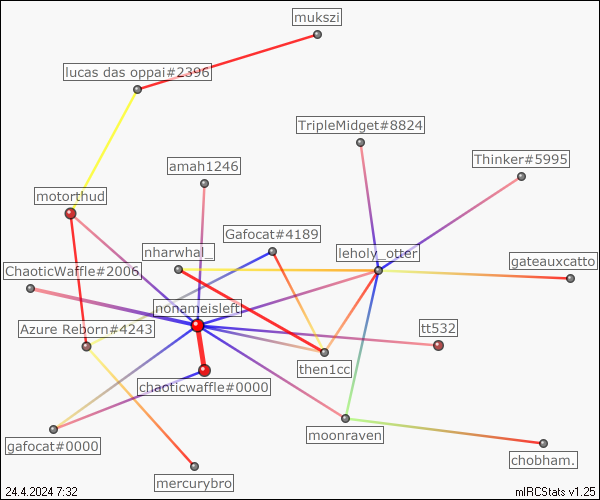 mukszi
lucas das oppai#2396
TripleMidget#8824
Thinker#5995
amah1246
motorthud
Gafocat#4189
nharwhal_
leholy_otter
gateauxcatto
ChaoticWaffle#2006
nonameisleft
Azure Reborn#4243
tt532
then1cc
chaoticwaffle#0000
moonraven
gafocat#0000
chobham.
mercurybro
24.4.2024 7:32
mIRCStats v1.25